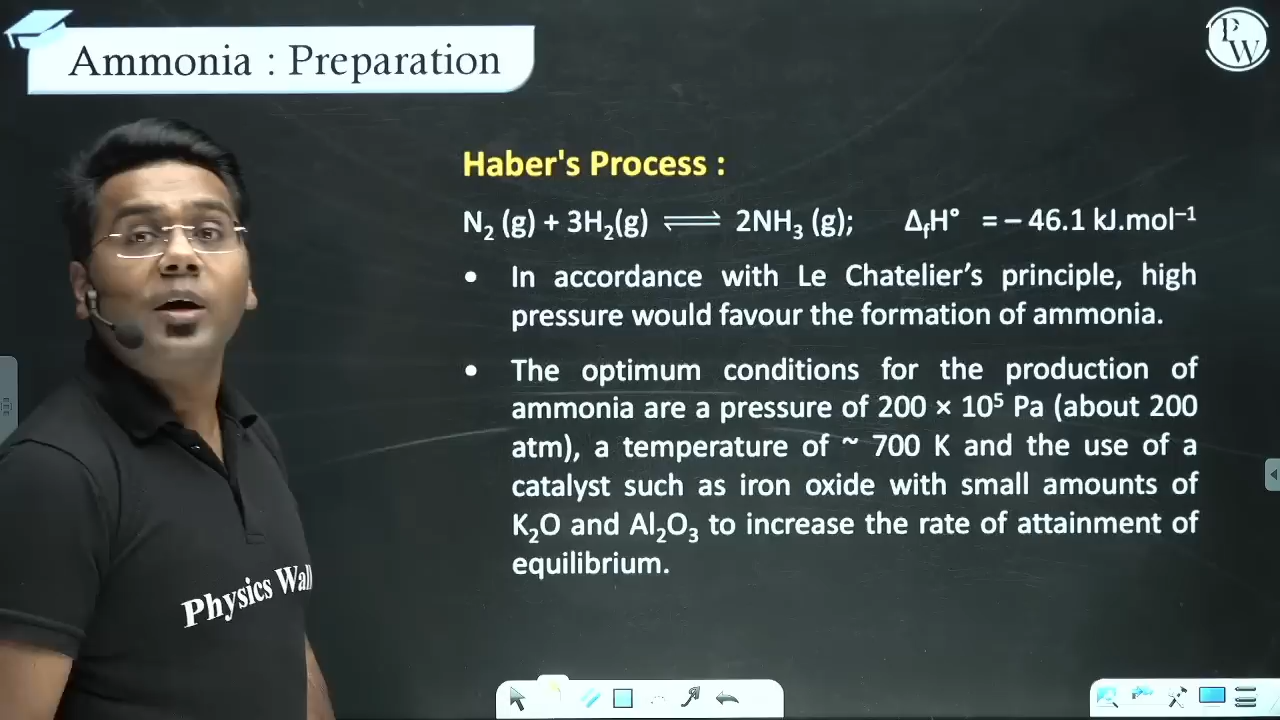 Ammonia : Preparation
PW
Haber's Process :
N₂ (g) + 3H₂(g) ⇌ 2NH₃ (g); ΔfH° = – 46.1 kJ.mol⁻¹
• In accordance with Le Chatelier’s principle, high
pressure would favour the formation of ammonia.
• The optimum conditions for the production of
ammonia are a pressure of 200 × 10⁵ Pa (about 200
atm), a temperature of ~ 700 K and the use of a
catalyst such as iron oxide with small amounts of
K₂O and Al₂O₃ to increase the rate of attainment of
equilibrium.
Physics Wall